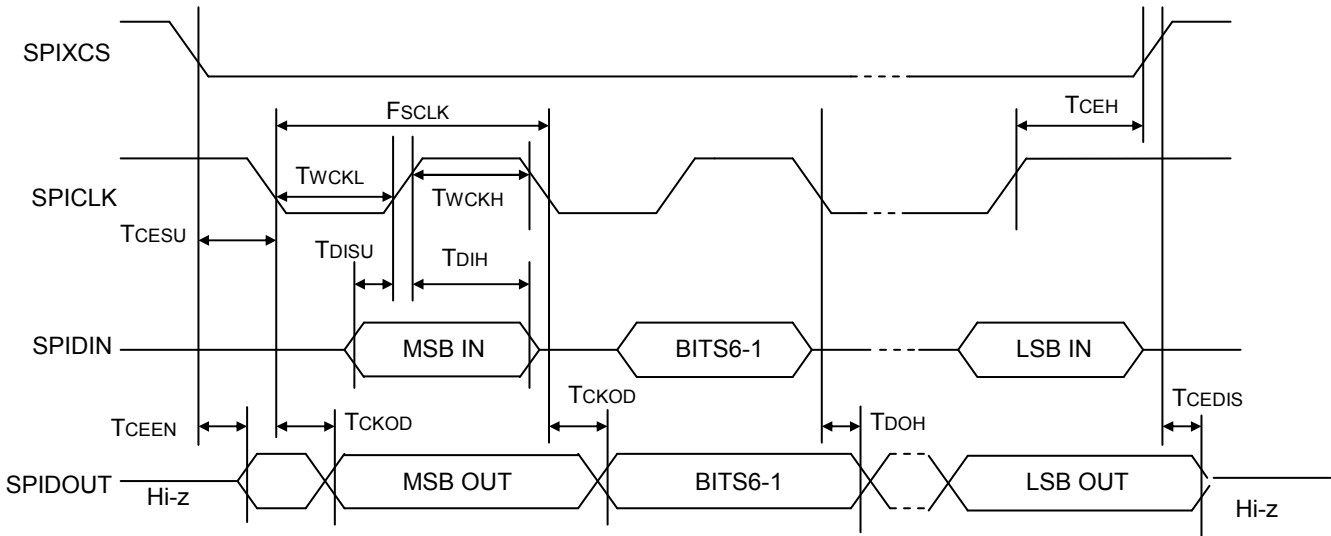 SPIXCS
FSCLK
TCEH
TWCKL
TWCKH
SPICLK
TCESU
TDISU
TDIH
SPIDIN
MSB IN
BITS6-1
LSB IN
TCEEN
TCKOD
TCKOD
TDOH
TCEDIS
SPIDOUT
Hi-z
MSB OUT
BITS6-1
LSB OUT
Hi-z